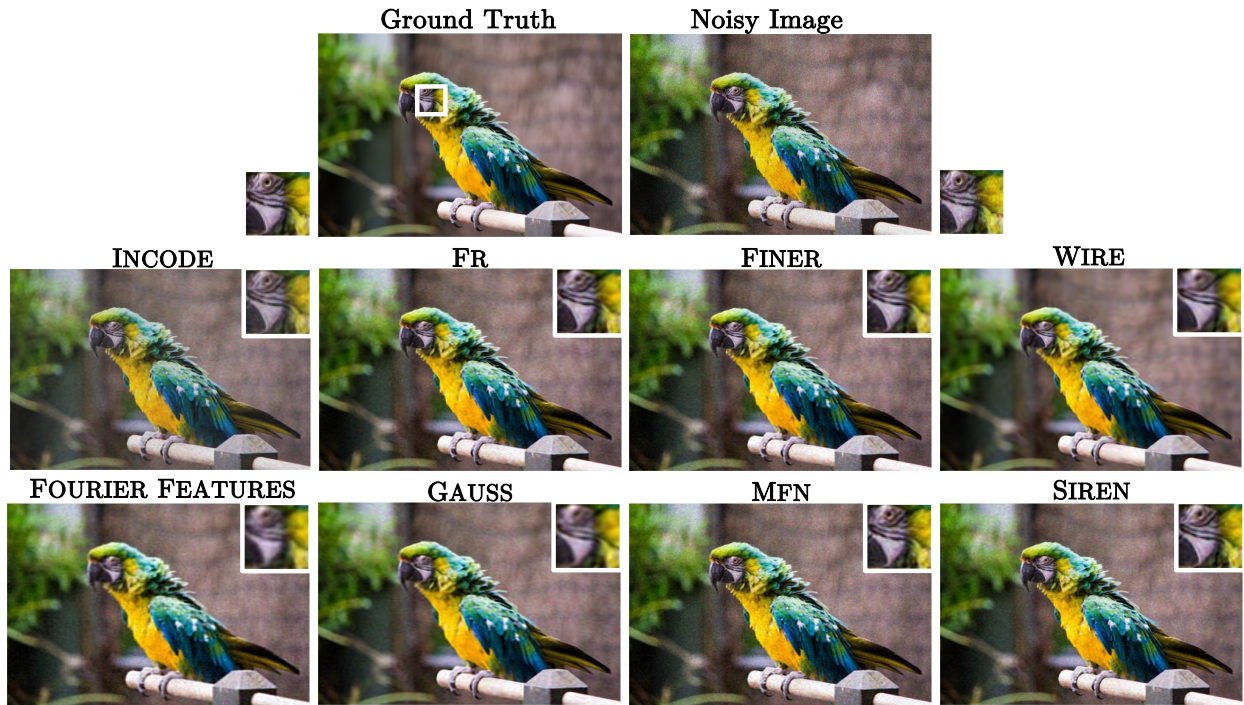 Ground Truth
Noisy Image
INCODE
FR
FINER
WIRE
FOURIER FEATURES
GAUSS
MFN
SIREN